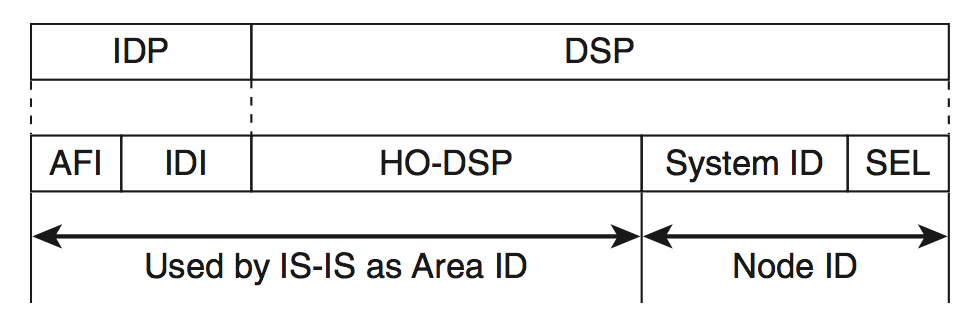 IDP DSP
AFI IDI HO-DSP System ID SEL
Used by IS-IS as Area ID Node ID